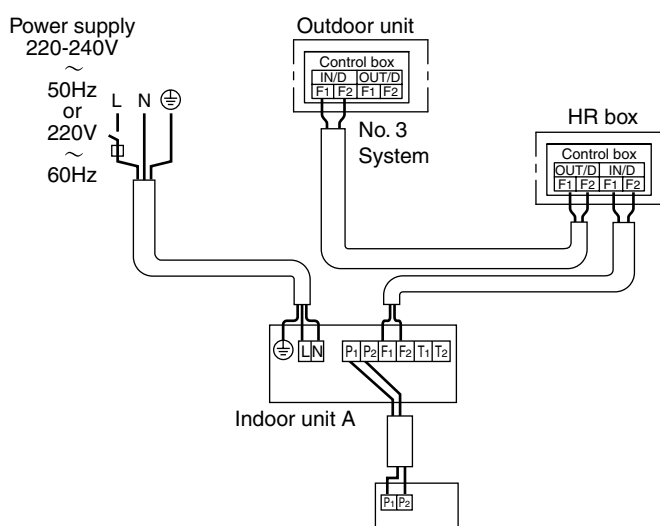 Power supply
220-240V
~
50Hz
or
220V
~
60Hz
L N
Outdoor unit
Control box
IN/D OUT/D
F1 F2 F1 F2
No. 3
System
HR box
Control box
OUT/D IN/D
F1 F2 F1 F2
L N
P1 P2 F1 F2 T1 T2
Indoor unit A
P1 P2